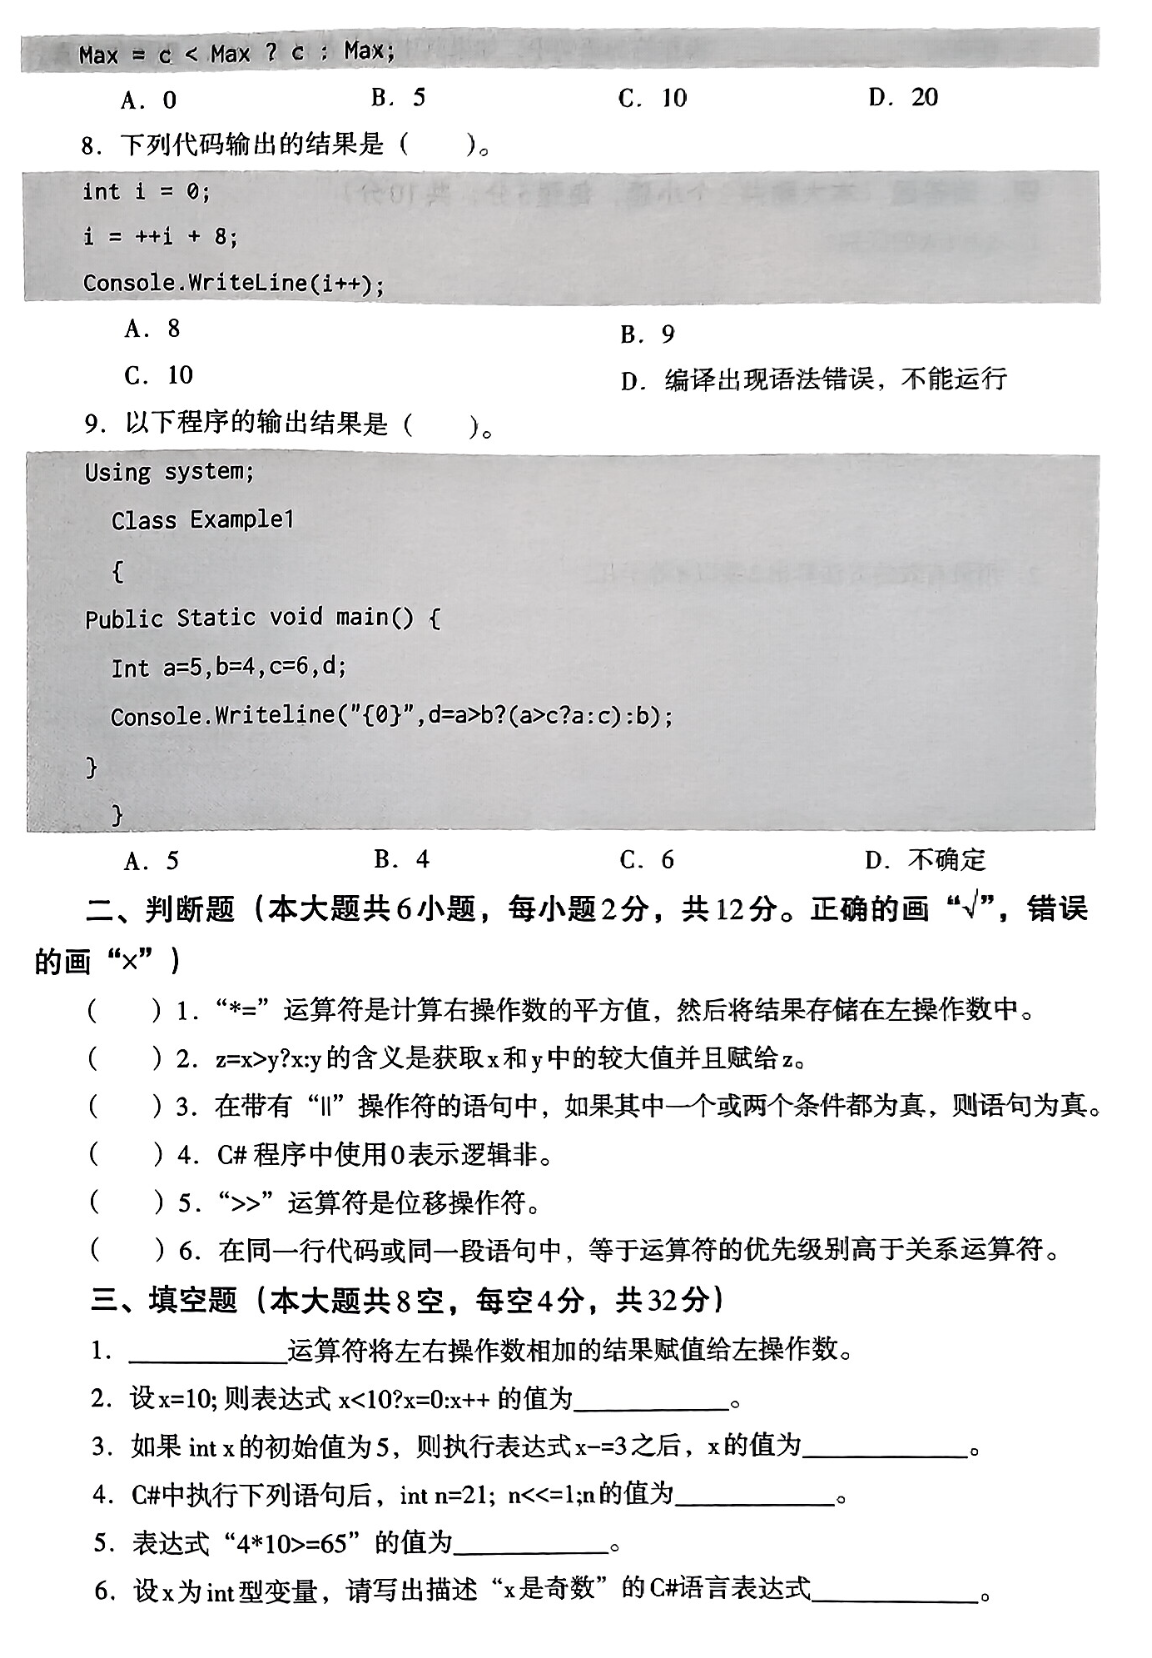 Max = c < Max ? c : Max;
A. 0 B. 5 C. 10 D. 20
8. 下列代码输出的结果是（ ）。
int i = 0;
i = ++i + 8;
Console.WriteLine(i++);
A. 8 B. 9
C. 10 D. 编译出现语法错误，不能运行
9. 以下程序的输出结果是（ ）。
Using system;
Class Example1
{
Public Static void main() {
Int a=5,b=4,c=6,d;
Console.Writeline("{0}",d=a>b?(a>c?a:c):b);
}
}
A. 5 B. 4 C. 6 D. 不确定
二、判断题（本大题共6小题，每小题2分，共12分。正确的画“√”，错误
的画“×”）
（ ）1. “*=”运算符是计算右操作数的平方值，然后将结果存储在左操作数中。
（ ）2. z=x>y?x:y的含义是获取x和y中的较大值并且赋给z。
（ ）3. 在带有“||”操作符的语句中，如果其中一个或两个条件都为真，则语句为真。
（ ）4. C# 程序中使用0表示逻辑非。
（ ）5. “>>”运算符是位移操作符。
（ ）6. 在同一行代码或同一段语句中，等于运算符的优先级别高于关系运算符。
三、填空题（本大题共8空，每空4分，共32分）
1. ____________运算符将左右操作数相加的结果赋值给左操作数。
2. 设x=10; 则表达式 x<10?x=0:x++ 的值为____________。
3. 如果 int x的初始值为5，则执行表达式x-=3之后，x的值为____________。
4. C#中执行下列语句后，int n=21; n<<=1;n的值为____________。
5. 表达式“4*10>=65”的值为____________。
6. 设x为int型变量，请写出描述“x是奇数”的C#语言表达式____________。